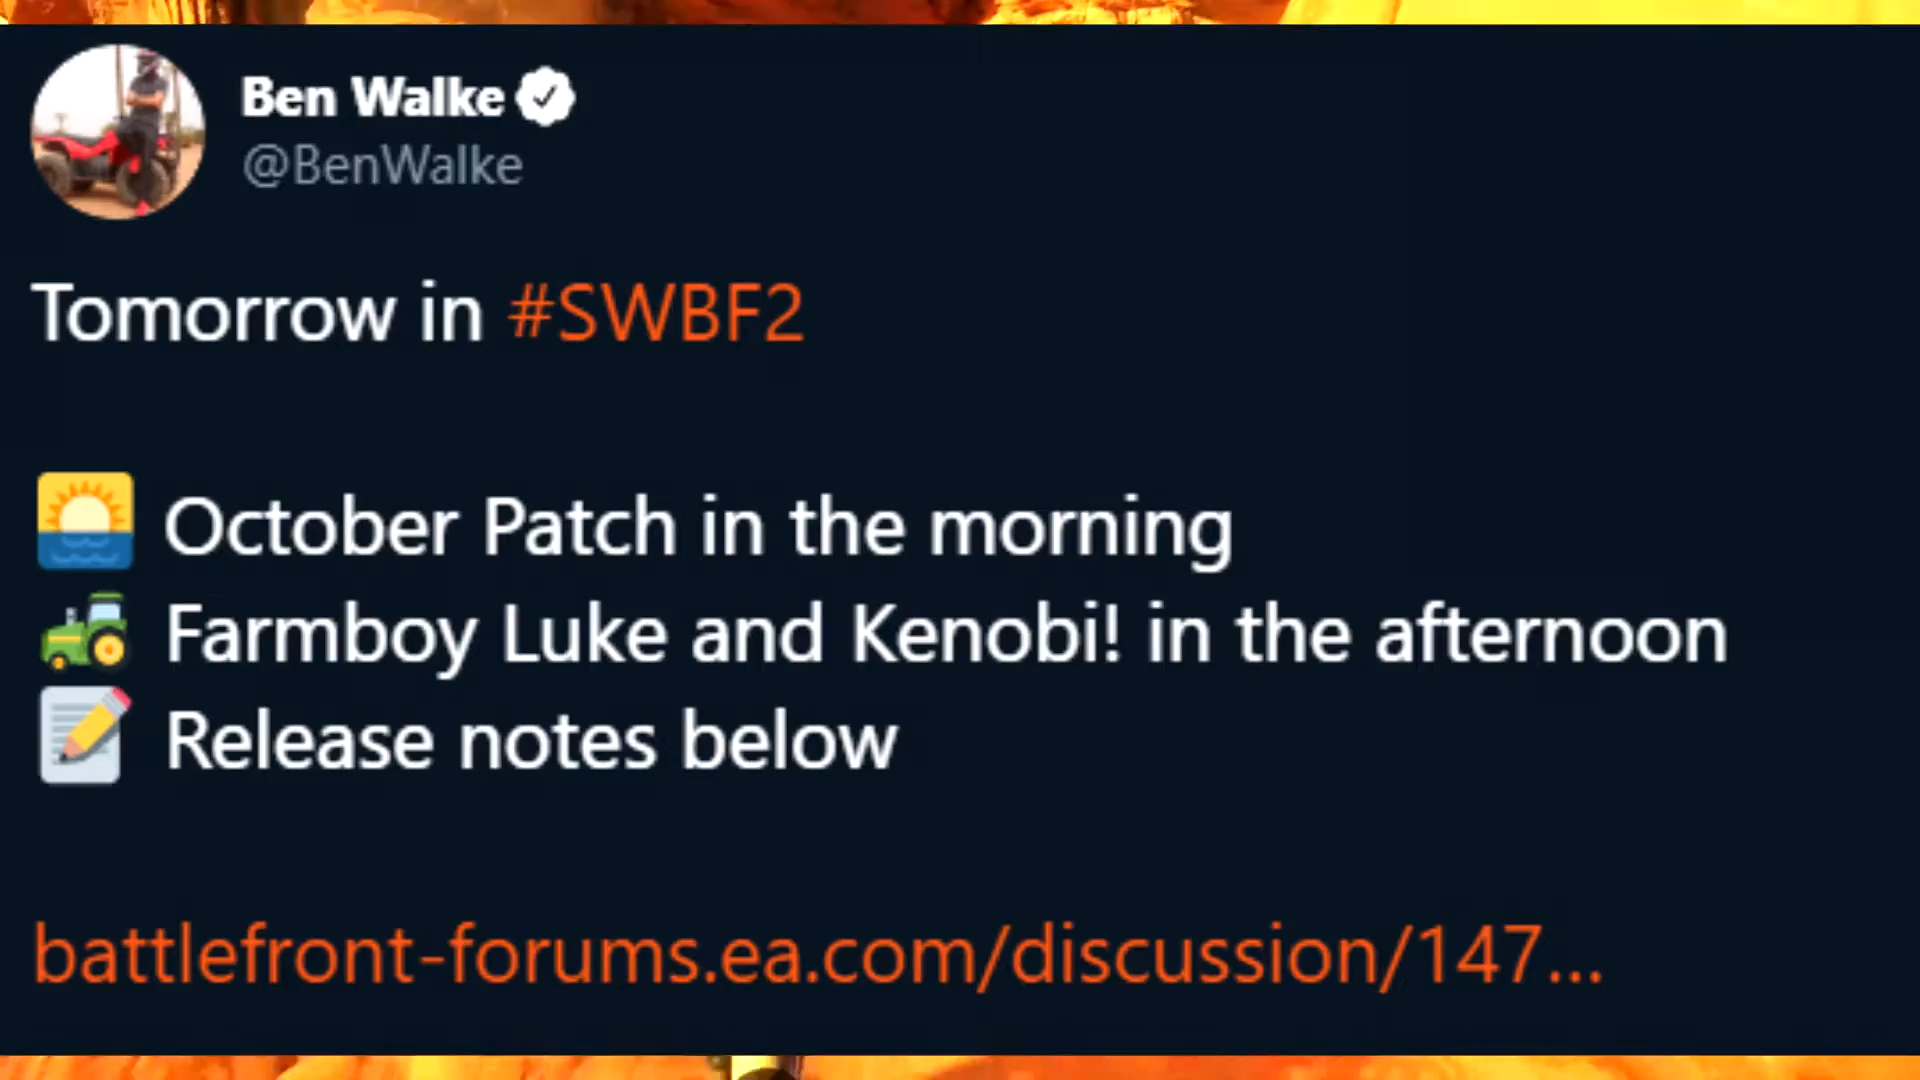 Ben Walke
@BenWalke
Tomorrow in #SWBF2
October Patch in the morning
Farmboy Luke and Kenobi! in the afternoon
Release notes below
battlefront-forums.ea.com/discussion/147...